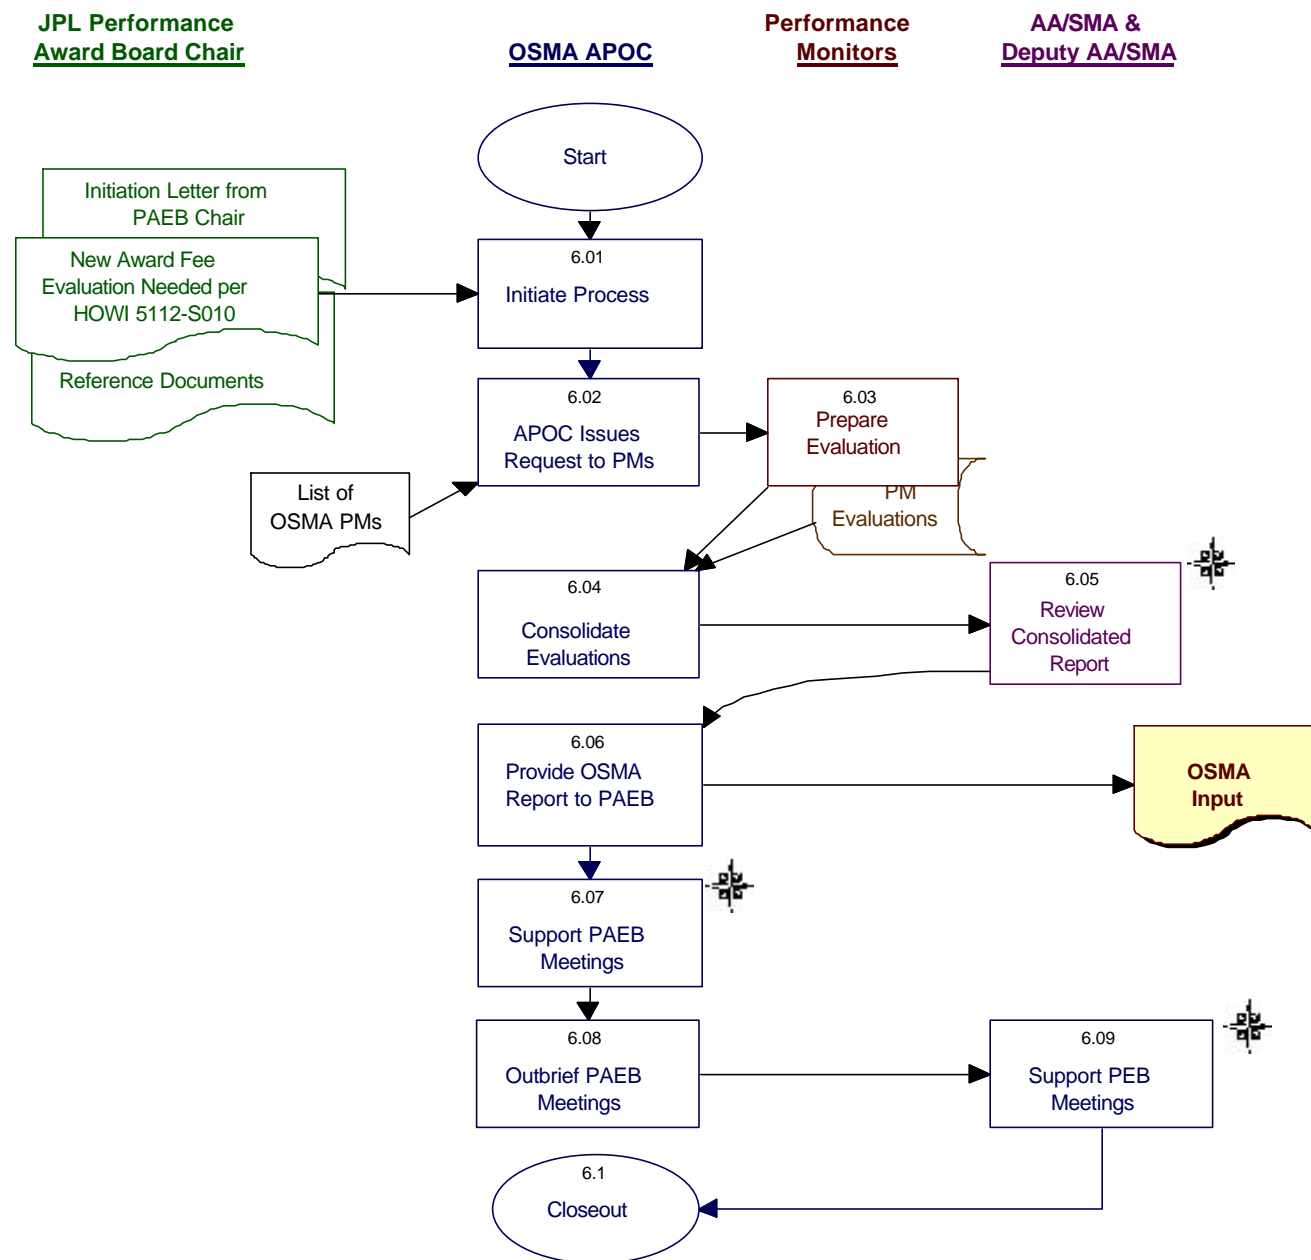 JPL Performance
Award Board Chair
OSMA APOC
Performance
Monitors
AA/SMA &
Deputy AA/SMA
Start
Initiation Letter from
PAEB Chair
New Award Fee
Evaluation Needed per
HOWI 5112-S010
Reference Documents
6.01
Initiate Process
6.02
APOC Issues
Request to PMs
6.03
Prepare
Evaluation
List of
OSMA PMs
PM
Evaluations
6.04
Consolidate
Evaluations
6.05
Review
Consolidated
Report
6.06
Provide OSMA
Report to PAEB
OSMA
Input
6.07
Support PAEB
Meetings
6.08
Outbrief PAEB
Meetings
6.09
Support PEB
Meetings
6.1
Closeout